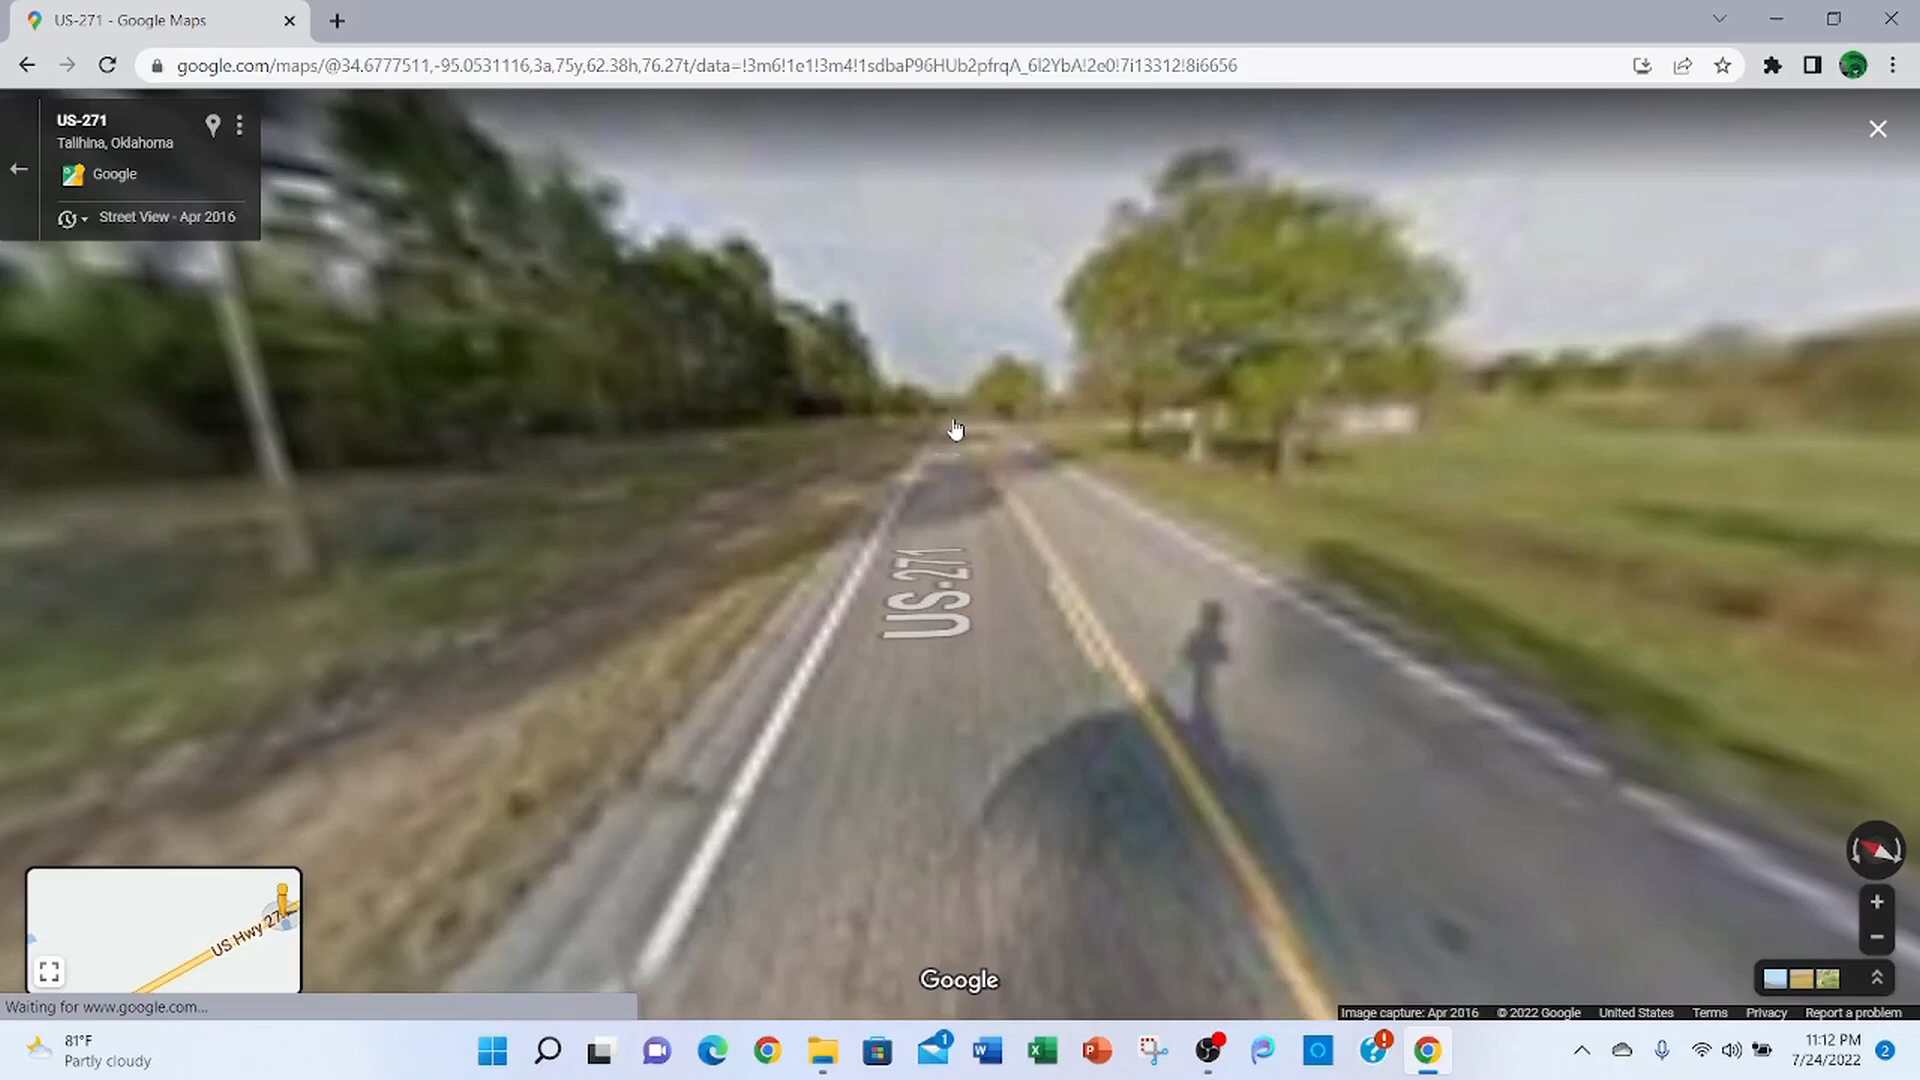 US-271 - Google Maps
google.com/maps/@34.6777511,-95.0531116,3a,75y,62.38h,76.27t/data=!3m6!1e1!3m4!1sdbaP96HUb2pfrqA_6l2YbA!2e0!7i13312!8i6656
US-271
Talihina, Oklahoma
Google
Street View - Apr 2016
US-271
US Hwy 271
Google
Waiting for www.google.com...
Image capture: Apr 2016 © 2022 Google United States Terms Privacy Report a problem
81°F
Partly cloudy
1
11:12 PM
7/24/2022
2